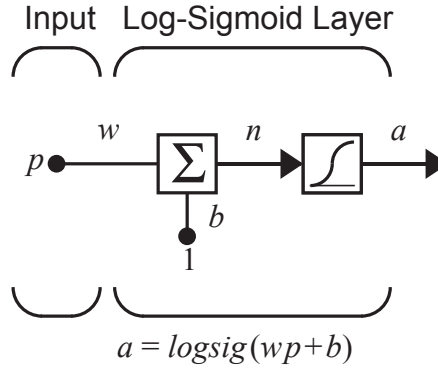 Input Log-Sigmoid Layer
w n a
p Σ
b
1
a = logsig(wp+b)